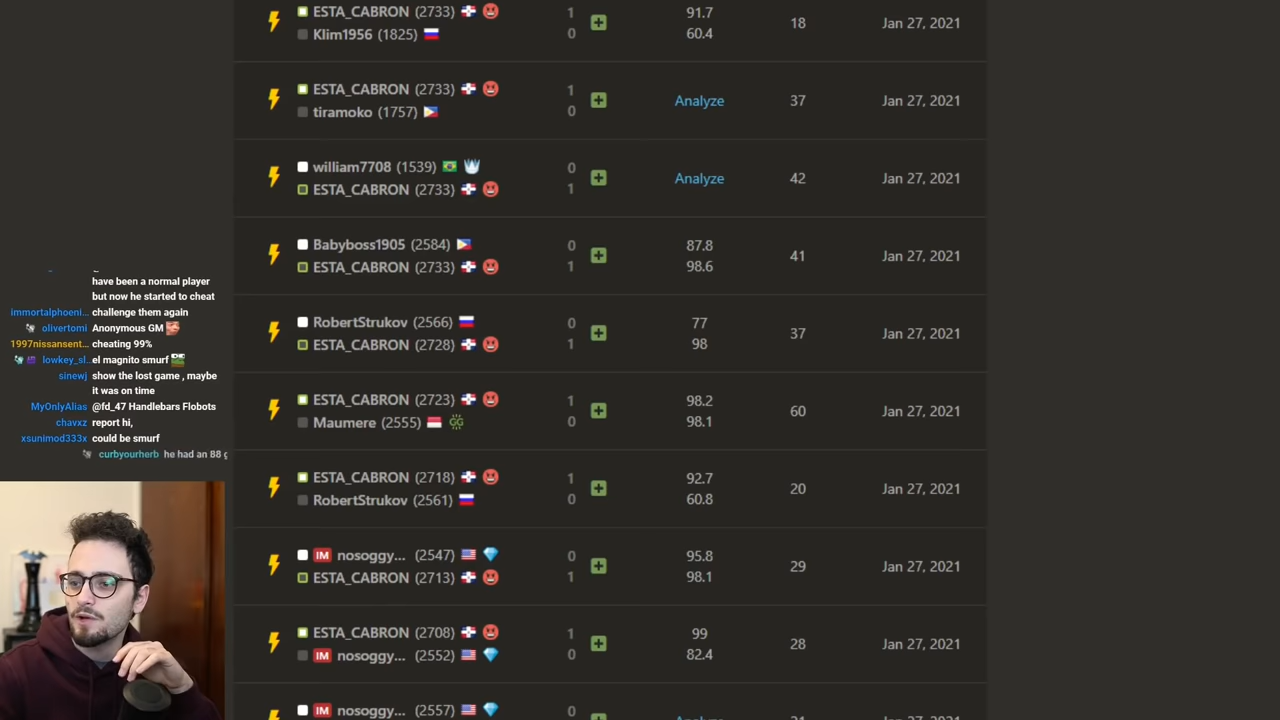 ESTA_CABRON (2733) 1 91.7 18 Jan 27, 2021
Klim1956 (1825) 0 60.4
ESTA_CABRON (2733) 1 Analyze 37 Jan 27, 2021
tiramoko (1757) 0
william7708 (1539) 0 Analyze 42 Jan 27, 2021
ESTA_CABRON (2733) 1
Babyboss1905 (2584) 0 87.8 41 Jan 27, 2021
ESTA_CABRON (2733) 1 98.6
RobertStrukov (2566) 0 77 37 Jan 27, 2021
ESTA_CABRON (2728) 1 98
ESTA_CABRON (2723) 1 98.2 60 Jan 27, 2021
Maumere (2555) GG 0 98.1
ESTA_CABRON (2718) 1 92.7 20 Jan 27, 2021
RobertStrukov (2561) 0 60.8
IM nosoggy... (2547) 0 95.8 29 Jan 27, 2021
ESTA_CABRON (2713) 1 98.1
ESTA_CABRON (2708) 1 99 28 Jan 27, 2021
IM nosoggy... (2552) 0 82.4
IM nosoggy... (2557) 0
have been a normal player
but now he started to cheat
immortalphoeni... challenge them again
olivertomi Anonymous GM
1997nissansent... cheating 99%
lowkey_sl... el magnito smurf
sinewj show the lost game , maybe
it was on time
MyOnlyAlias @fd_47 Handlebars Flobots
chavxz report hi,
xsunimod333x could be smurf
curbyourherb he had an 88